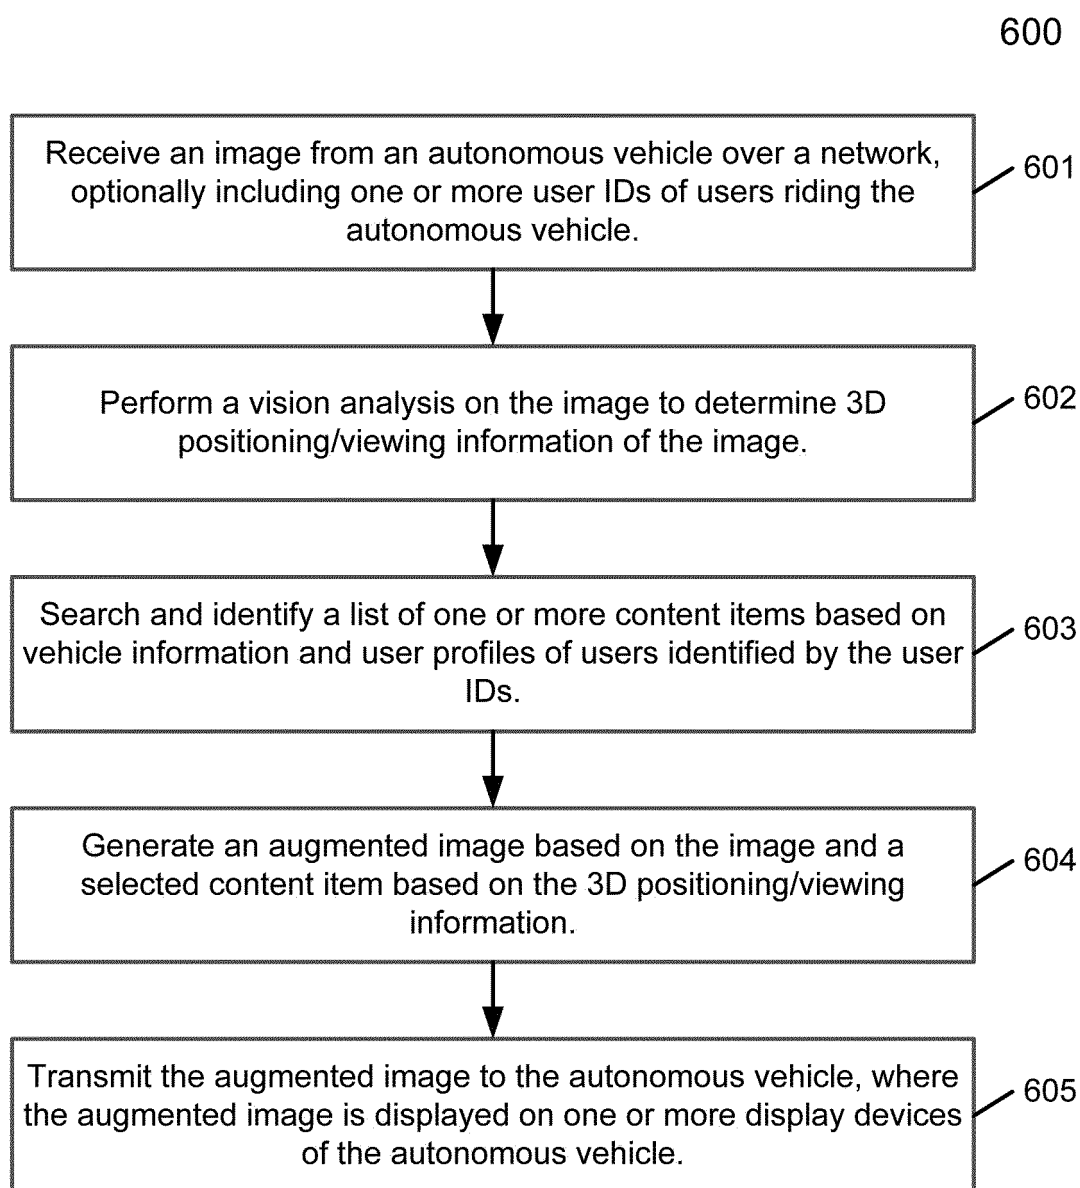 600
Receive an image from an autonomous vehicle over a network,
optionally including one or more user IDs of users riding the
autonomous vehicle.
601
Perform a vision analysis on the image to determine 3D
positioning/viewing information of the image.
602
Search and identify a list of one or more content items based on
vehicle information and user profiles of users identified by the user
IDs.
603
Generate an augmented image based on the image and a
selected content item based on the 3D positioning/viewing
information.
604
Transmit the augmented image to the autonomous vehicle, where
the augmented image is displayed on one or more display devices
of the autonomous vehicle.
605